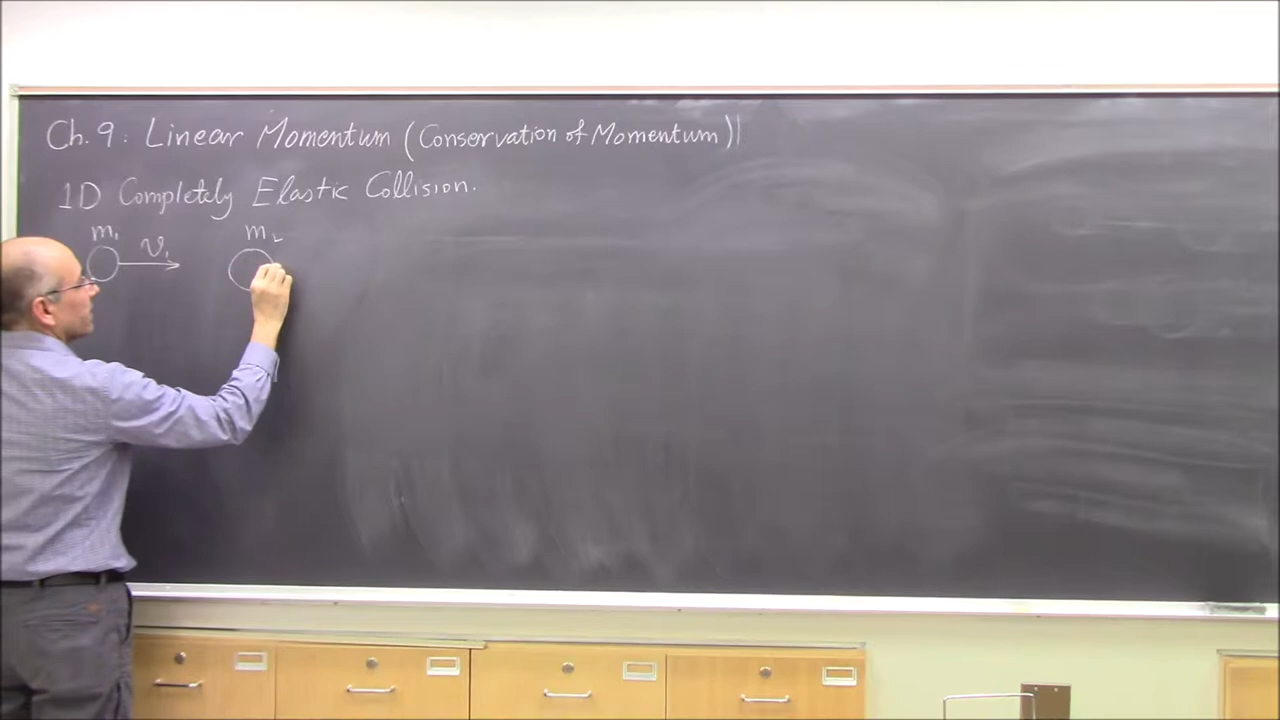 Ch. 9: Linear Momentum (Conservation of Momentum)|
1D Completely Elastic Collision.
m₁ v₁ m₂